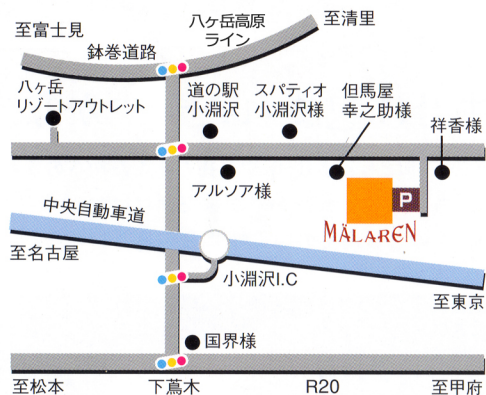 八ヶ岳高原
ライン
至清里
至富士見
鉢巻道路
八ヶ岳
リゾートアウトレット
道の駅
小淵沢
スパティオ
小淵沢様
但馬屋
幸之助様
祥香様
アルソア様
P
MÄLAREN
中央自動車道
至名古屋
小淵沢I.C
至東京
国界様
至松本
下蔦木
R20
至甲府